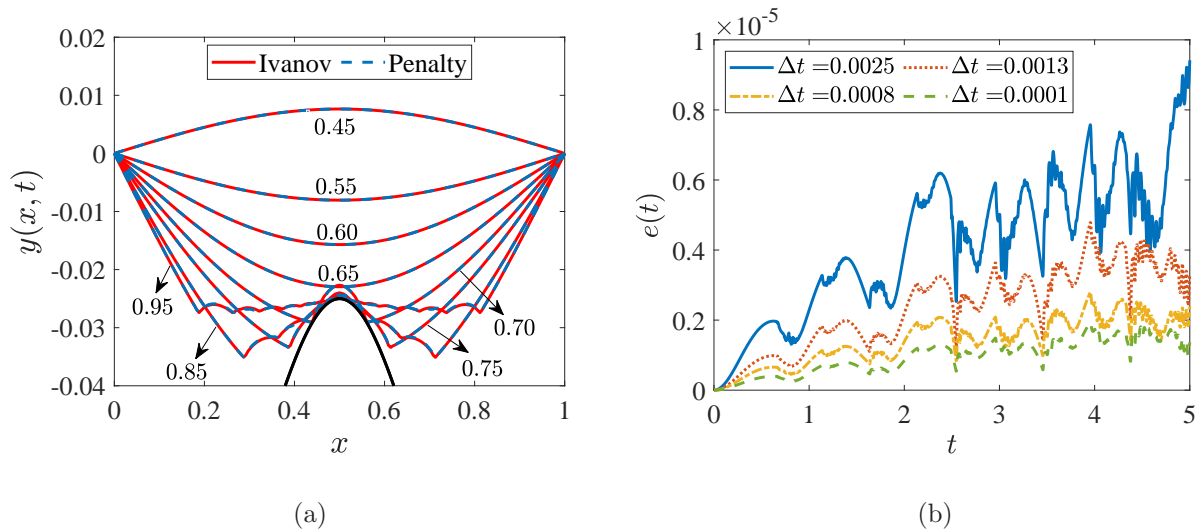 0.02
Ivanov Penalty
0.01
0.45
0
0.55
-0.01
0.60
-0.02
0.65
0.95
0.70
-0.03
0.85
0.75
-0.04
0 0.2 0.4 0.6 0.8 1
y(x, t)
x
(a)
×10^{-5}
1
Δt =0.0025 Δt =0.0013
Δt =0.0008 Δt =0.0001
0.8
0.6
0.4
0.2
0
0 1 2 3 4 5
e(t)
t
(b)